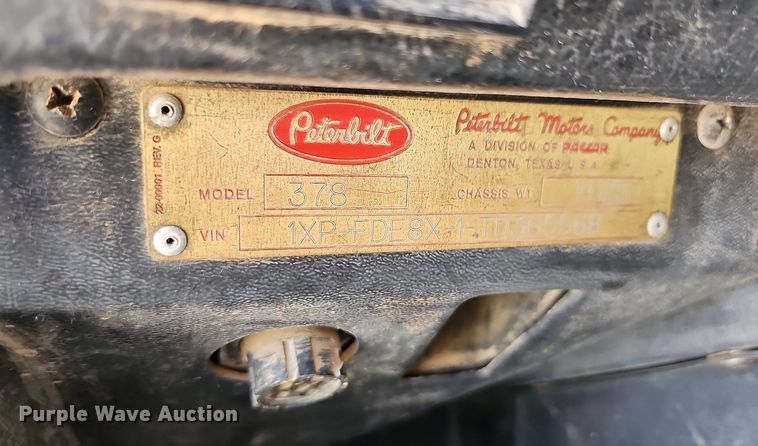 Peterbilt
Peterbilt Motors Company
A DIVISION OF PACCAR
DENTON, TEXAS, U.S.A.
22-00001 REV. G
MODEL 378
CHASSIS WT
VIN
Purple Wave Auction